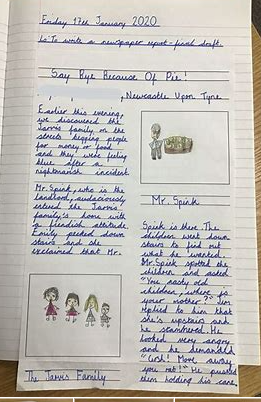 Friday 17th January 2020
Lo: To write a newspaper report - final draft.
Say Bye Because Of Pie!
, Newcastle Upon Tyne
Earlier this evening,
we discovered the
Jarvis family on the
streets begging people
for money or food
and they were feeling
blue after a
nightmarish incident.
Mr. Spink, who is the
landlord, audaciously
entered the Jarvis
family's home with
a fiendish attitude.
Emily peeked down
stairs and she
exclaimed that Mr.
The Jarvis Family
Mr. Spink
Spink is there. The
children went down
stairs to find out
what he wanted.
Mr. Spink spotted the
children and asked
"You nasty old
children, where is
your mother?" Jim
replied to him that
she's upstairs and
he stammered. He
looked very angry
and he demanded
"Gosh! Move away
you rat!" He pushed
them holding his cane